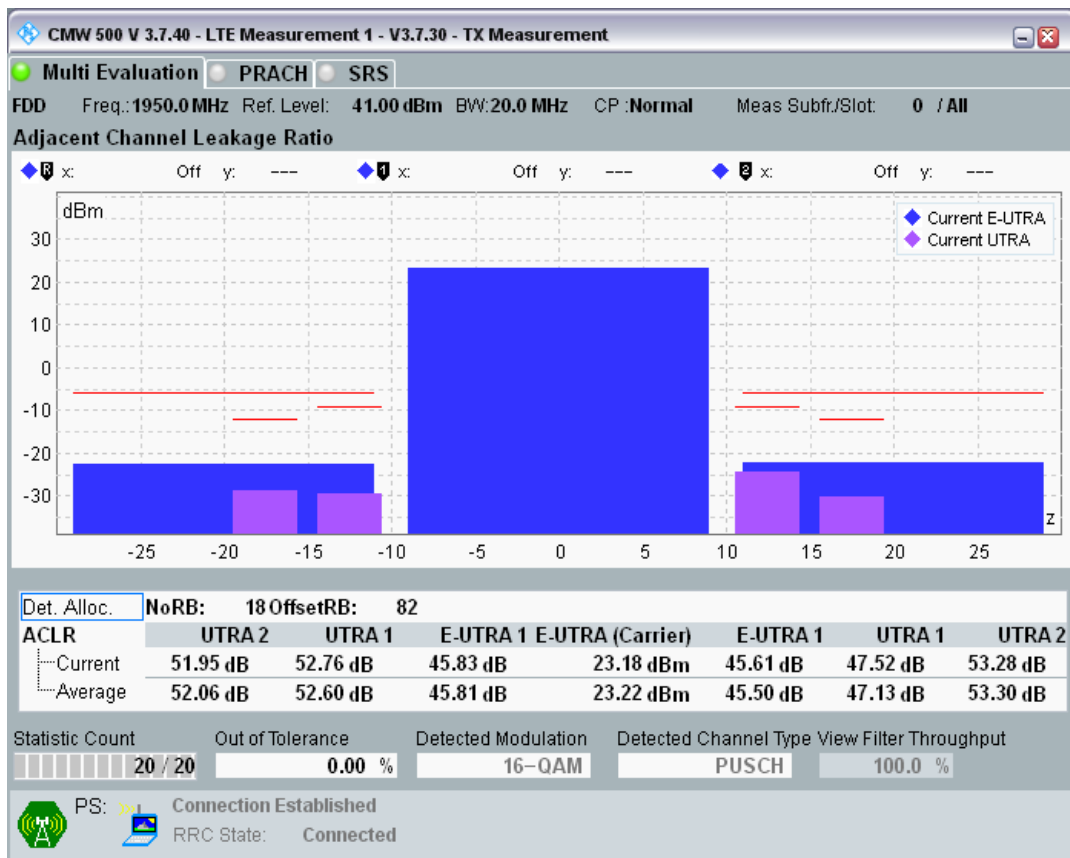 CMW 500 V 3.7.40 - LTE Measurement 1 - V3.7.30 - TX Measurement
Multi Evaluation PRACH SRS
FDD Freq.: 1950.0 MHz Ref. Level: 41.00 dBm BW: 20.0 MHz CP : Normal Meas Subfr./Slot: 0 / All
Adjacent Channel Leakage Ratio
R x: Off y: --- 1 x: Off y: --- 2 x: Off y: ---
dBm
Current E-UTRA
Current UTRA
30
20
10
0
-10
-20
-30
z
-25 -20 -15 -10 -5 0 5 10 15 20 25
Det. Alloc. NoRB: 18 OffsetRB: 82
ACLR UTRA 2 UTRA 1 E-UTRA 1 E-UTRA (Carrier) E-UTRA 1 UTRA 1 UTRA 2
Current 51.95 dB 52.76 dB 45.83 dB 23.18 dBm 45.61 dB 47.52 dB 53.28 dB
Average 52.06 dB 52.60 dB 45.81 dB 23.22 dBm 45.50 dB 47.13 dB 53.30 dB
Statistic Count Out of Tolerance Detected Modulation Detected Channel Type View Filter Throughput
20 / 20 0.00 % 16-QAM PUSCH 100.0 %
PS: Connection Established
RRC State: Connected